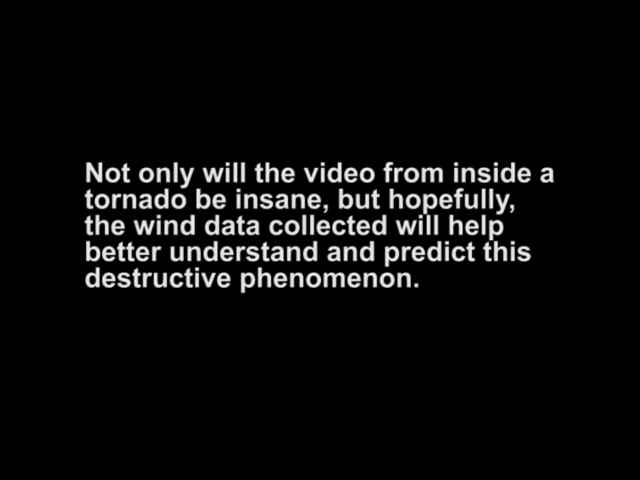 Not only will the video from inside a
tornado be insane, but hopefully,
the wind data collected will help
better understand and predict this
destructive phenomenon.